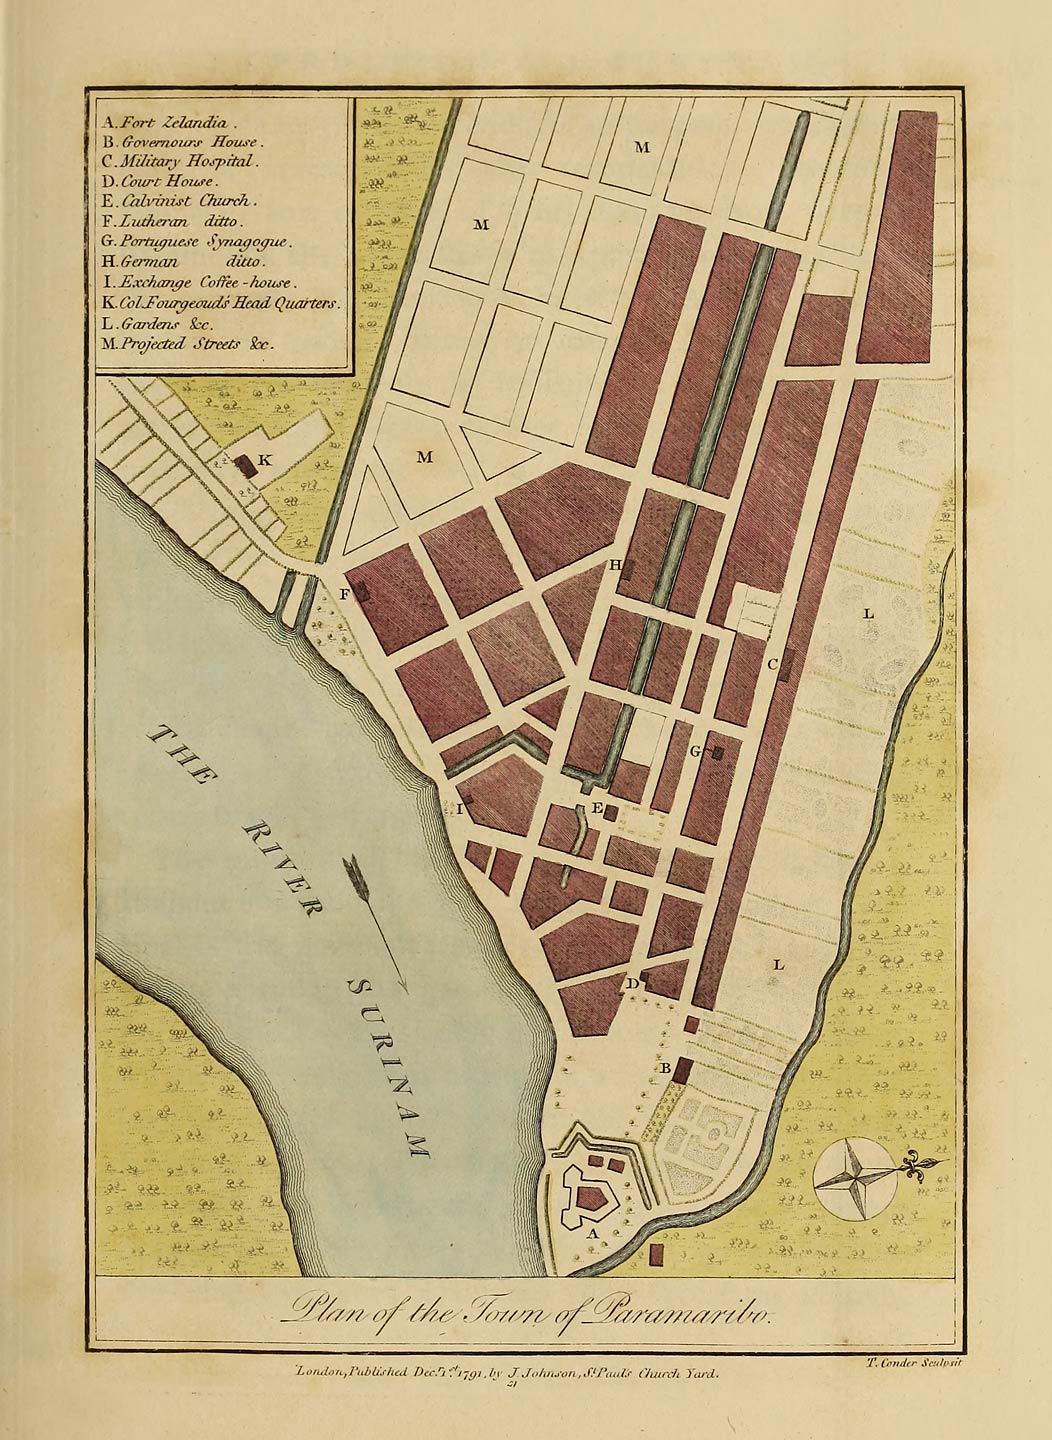 A. Fort Zelandia.
B. Governours House.
C. Military Hospital.
D. Court House.
E. Calvinist Church.
F. Lutheran ditto.
G. Portuguese Synagogue.
H. German ditto.
I. Exchange Coffee-house.
K. Col. Fourgeoud's Head Quarters.
L. Gardens &c.
M. Projected Streets &c.
M
M
M
K
H
F
L
C
G
I
E
L
D
B
A
THE RIVER SURINAM
Plan of the Town of Paramaribo.
T. Conder Sculpsit
London, Published Decr. 1st. 1791, by J. Johnson, St. Paul's Church Yard.